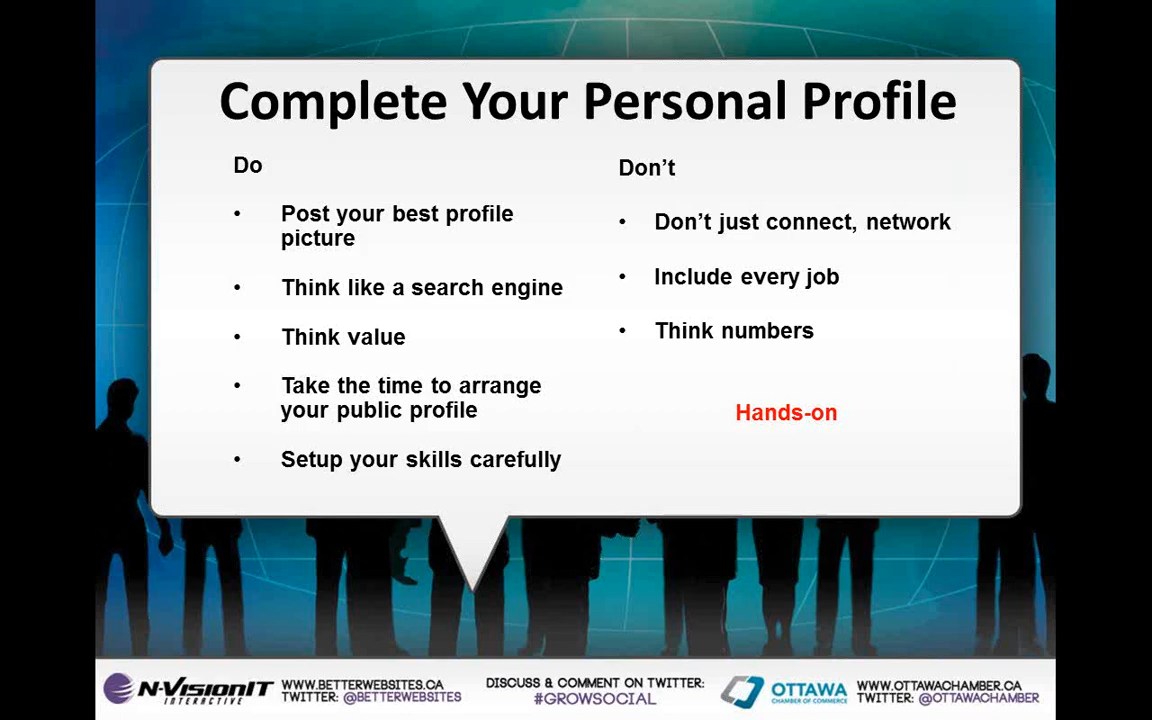 Complete Your Personal Profile
Do
• Post your best profile
picture
• Think like a search engine
• Think value
• Take the time to arrange
your public profile
• Setup your skills carefully
Don’t
• Don’t just connect, network
• Include every job
• Think numbers
Hands-on
N-VISIONIT
INTERACTIVE
WWW.BETTERWEBSITES.CA
TWITTER: @BETTERWEBSITES
DISCUSS & COMMENT ON TWITTER:
#GROWSOCIAL
OTTAWA
CHAMBER OF COMMERCE
WWW.OTTAWACHAMBER.CA
TWITTER: @OTTAWACHAMBER